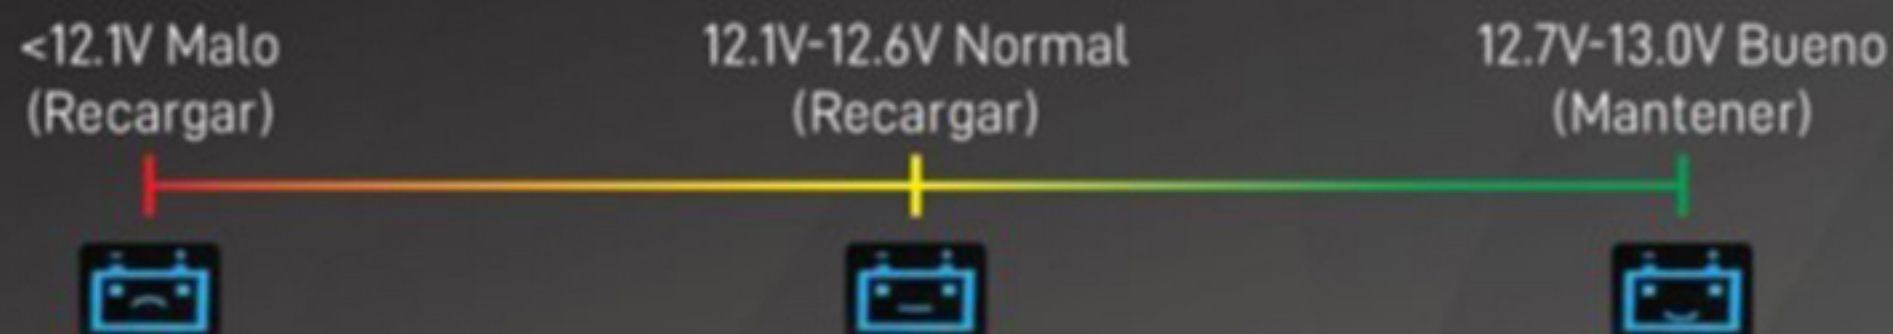 <12.1V Malo
(Recargar)
12.1V-12.6V Normal
(Recargar)
12.7V-13.0V Bueno
(Mantener)